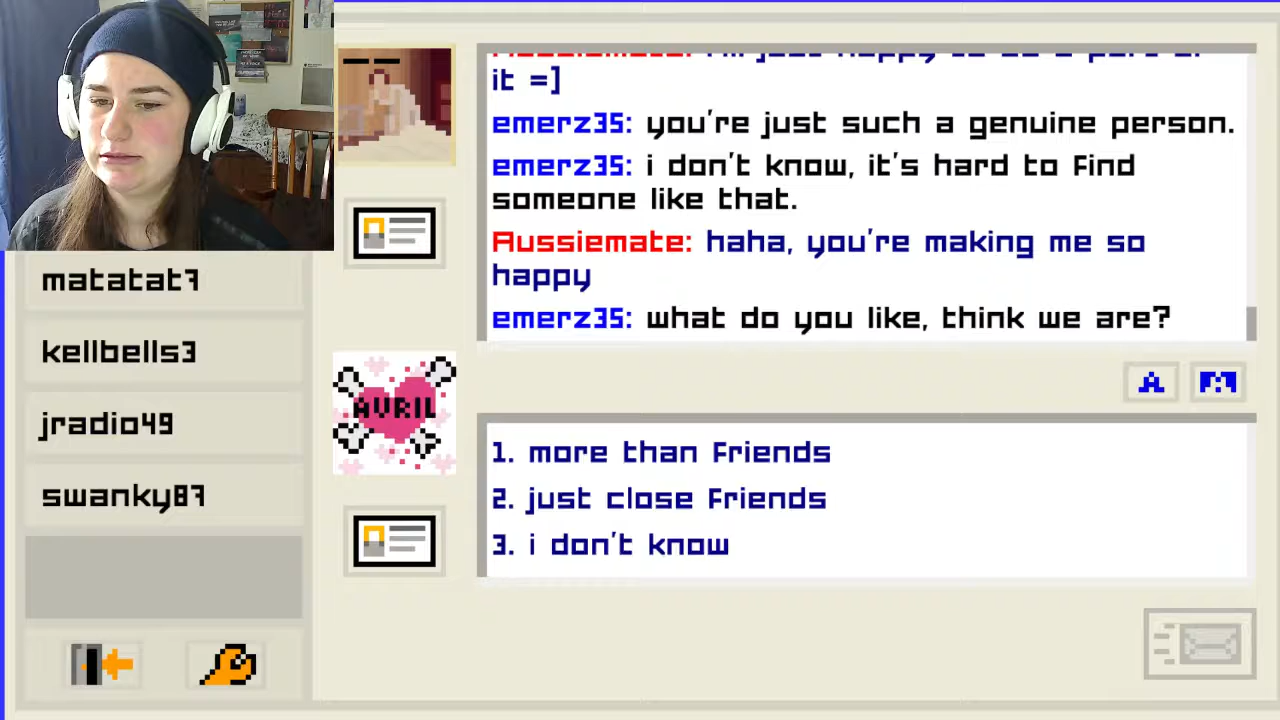 it =]
emerz35: you're just such a genuine person.
emerz35: i don't know, it's hard to find
someone like that.
Aussiemate: haha, you're making me so
happy
emerz35: what do you like, think we are?
matatat7
kellbells3
jradio49
swanky87
AVRIL
A
1. more than friends
2. just close friends
3. i don't know